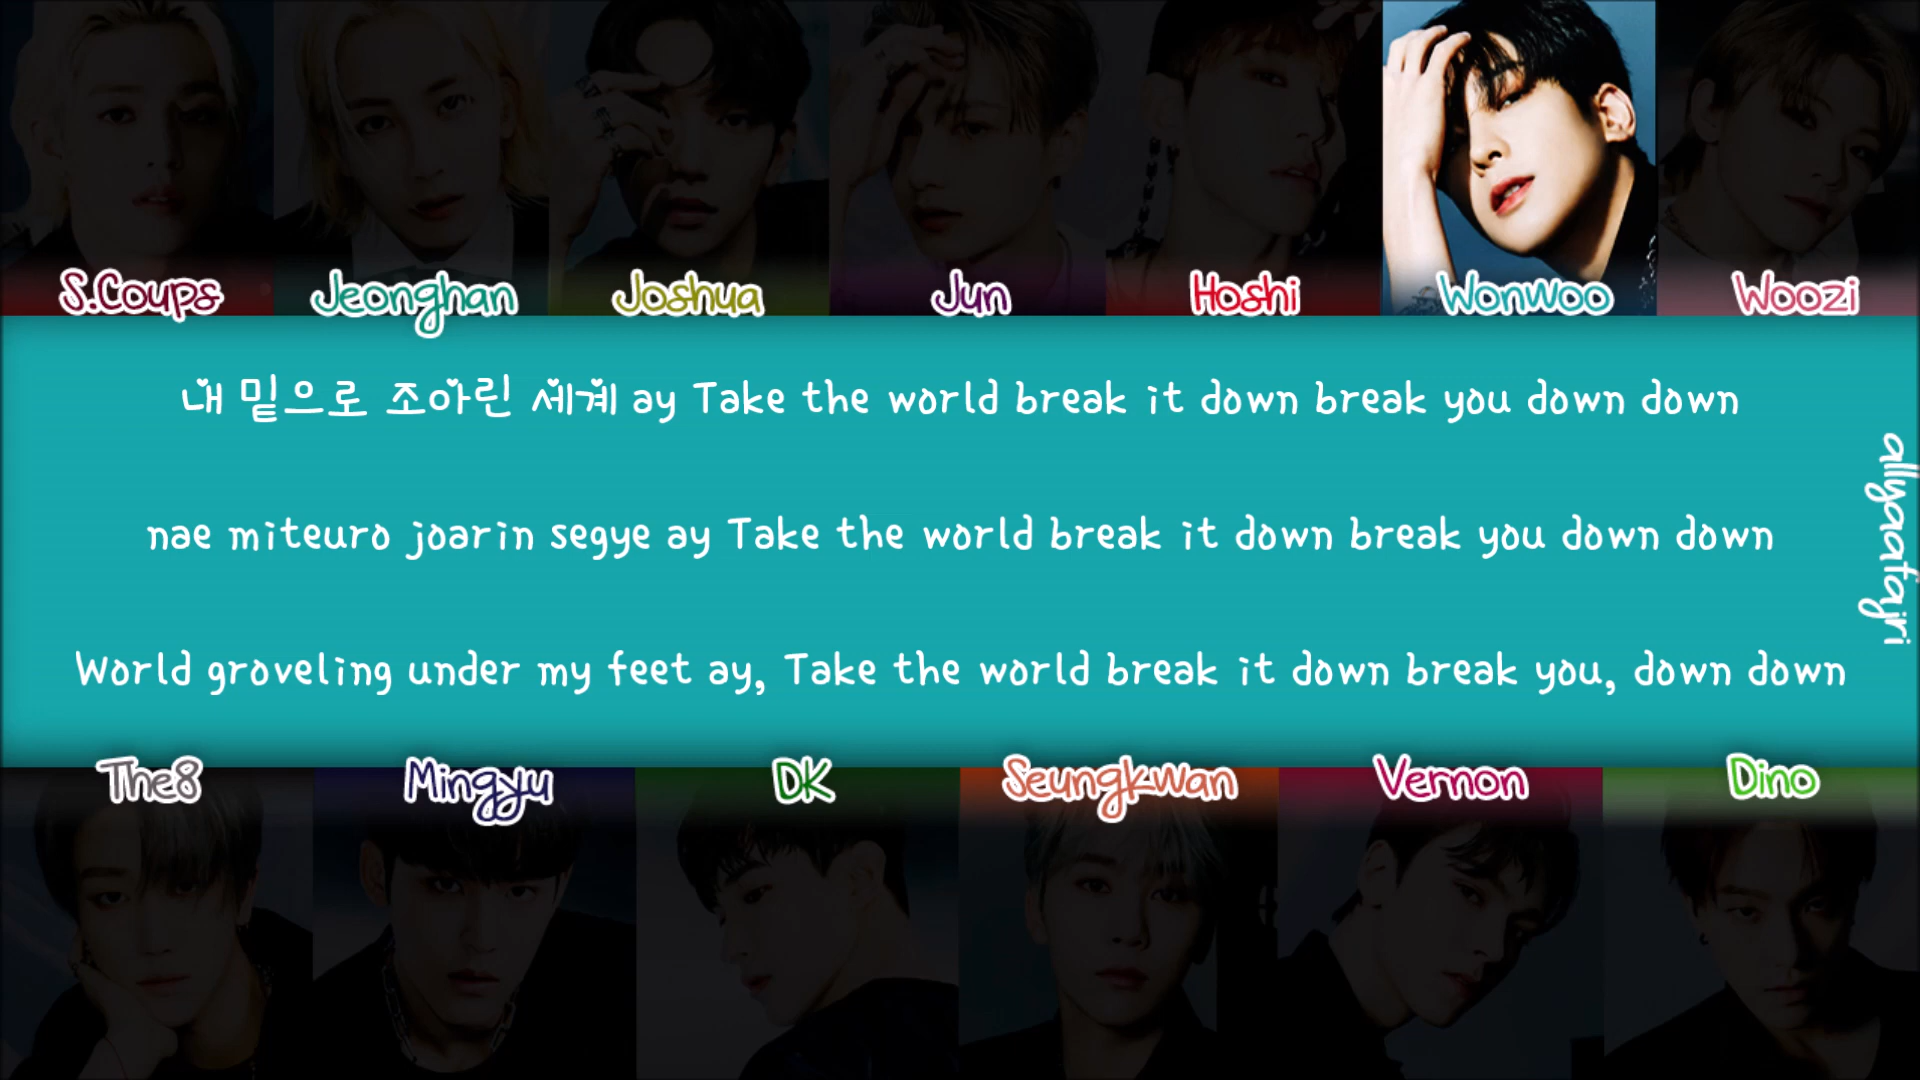 S.Coups Jeonghan Joshua Jun Hoshi Wonwoo Woozi
내 밑으로 조아린 세계 ay Take the world break it down break you down down
nae miteuro joarin segye ay Take the world break it down break you down down
World groveling under my feet ay, Take the world break it down break you, down down
allyaafajri
The8 Mingyu DK Seungkwan Vernon Dino